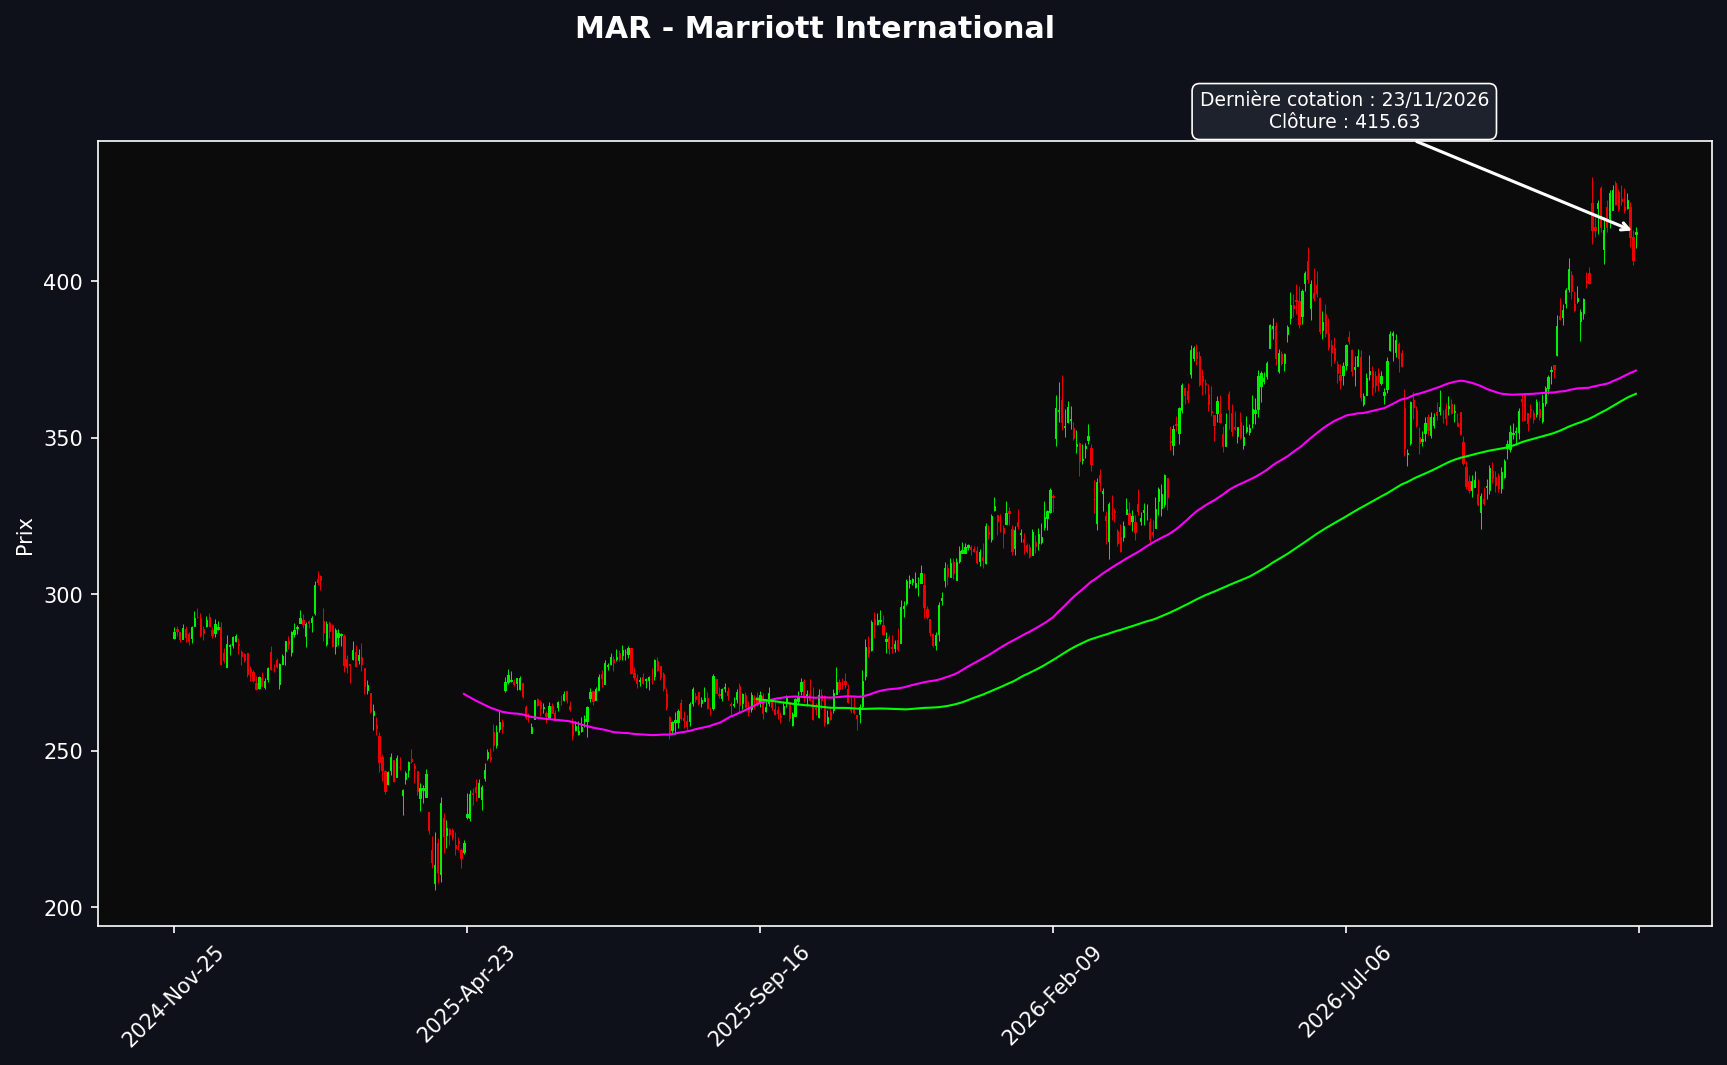 MAR - Marriott International
Dernière cotation : 23/11/2026
Clôture : 415.63
400
350
300
250
200
Prix
2024-Nov-25
2025-Apr-23
2025-Sep-16
2026-Feb-09
2026-Jul-06